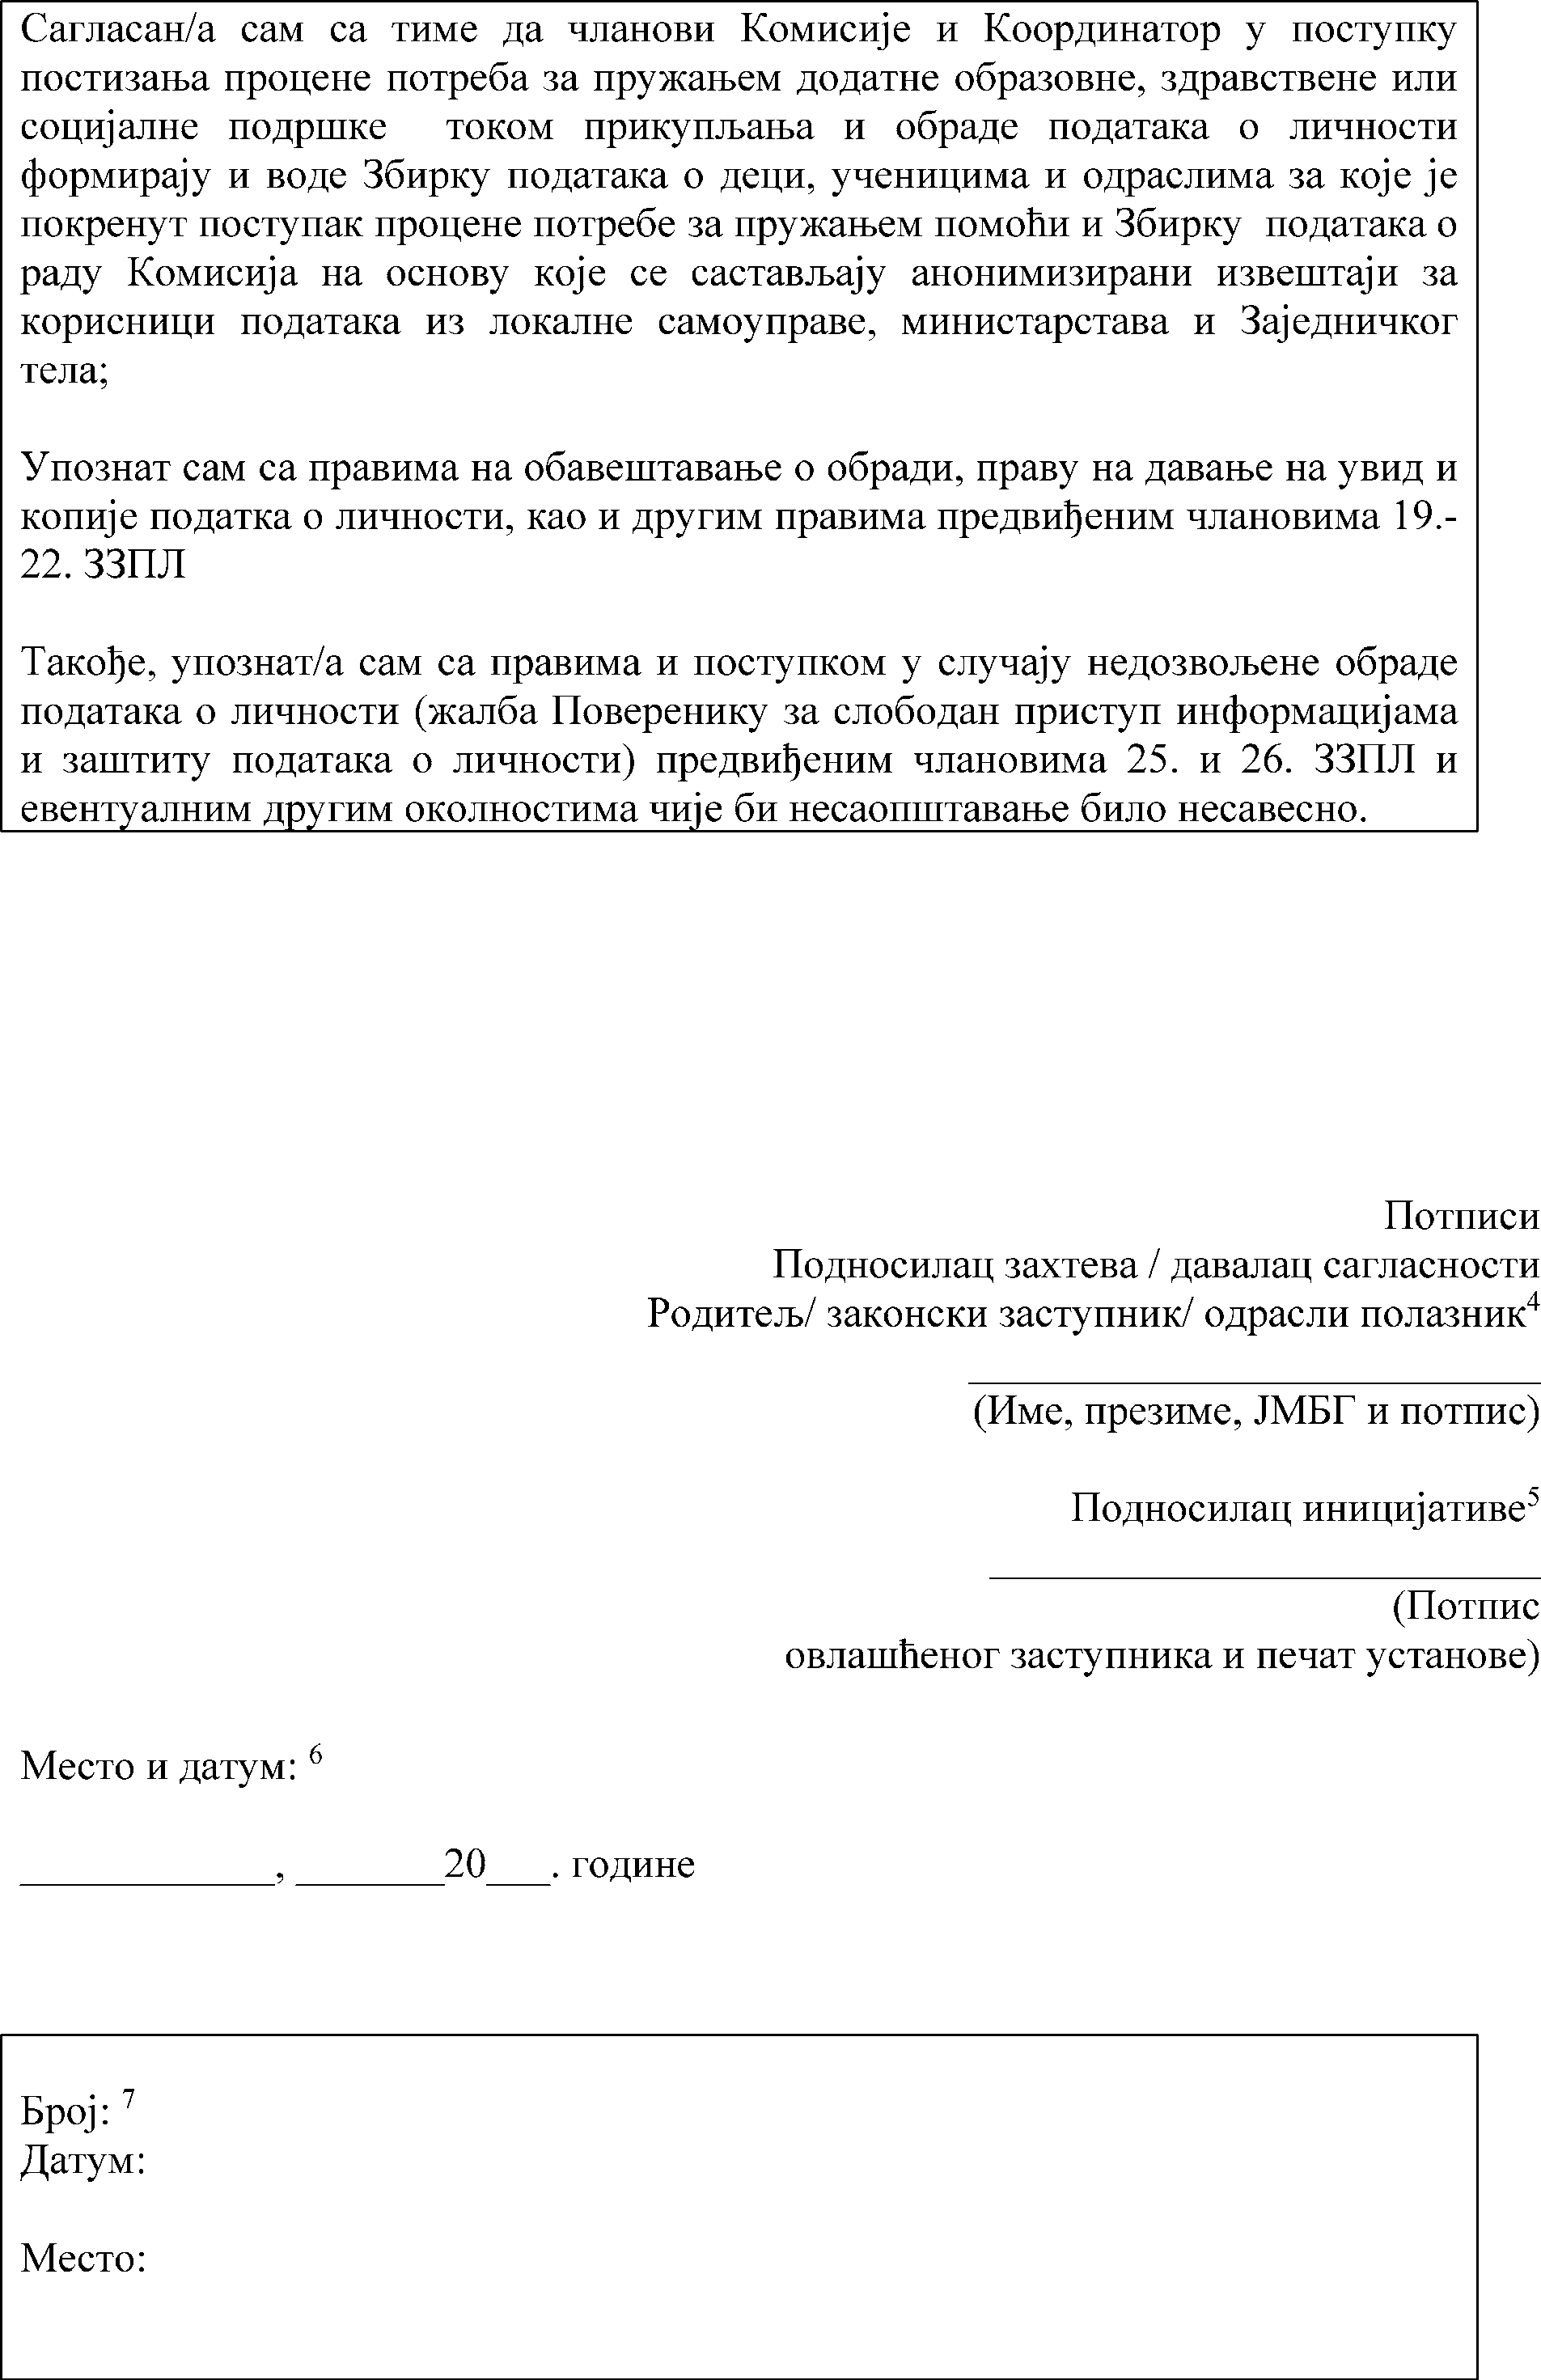 Сагласан/а сам са тиме да чланови Комисије и Координатор у поступку
постизања процене потреба за пружањем додатне образовне, здравствене или
социјалне подршке током прикупљања и обраде података о личности
формирају и воде Збирку података о деци, ученицима и одраслима за које је
покренут поступак процене потребе за пружањем помоћи и Збирку података о
раду Комисија на основу које се састављају анонимизирани извештаји за
корисници података из локалне самоуправе, министарстава и Заједничког
тела;
Упознат сам са правима на обавештавање о обради, праву на давање на увид и
копије податка о личности, као и другим правима предвиђеним члановима 19.-
22. ЗЗПЛ
Такође, упознат/а сам са правима и поступком у случају недозвољене обраде
података о личности (жалба Поверенику за слободан приступ информацијама
и заштиту података о личности) предвиђеним члановима 25. и 26. ЗЗПЛ и
евентуалним другим околностима чије би несаопштавање било несавесно.
Потписи
Подносилац захтева / давалац сагласности
Родитељ/ законски заступник/ одрасли полазник⁴
___________________________
(Име, презиме, ЈМБГ и потпис)
Подносилац иницијативе⁵
__________________________
(Потпис
овлашћеног заступника и печат установе)
Место и датум: ⁶
____________, _______20___. године
Број: ⁷
Датум:
Место: